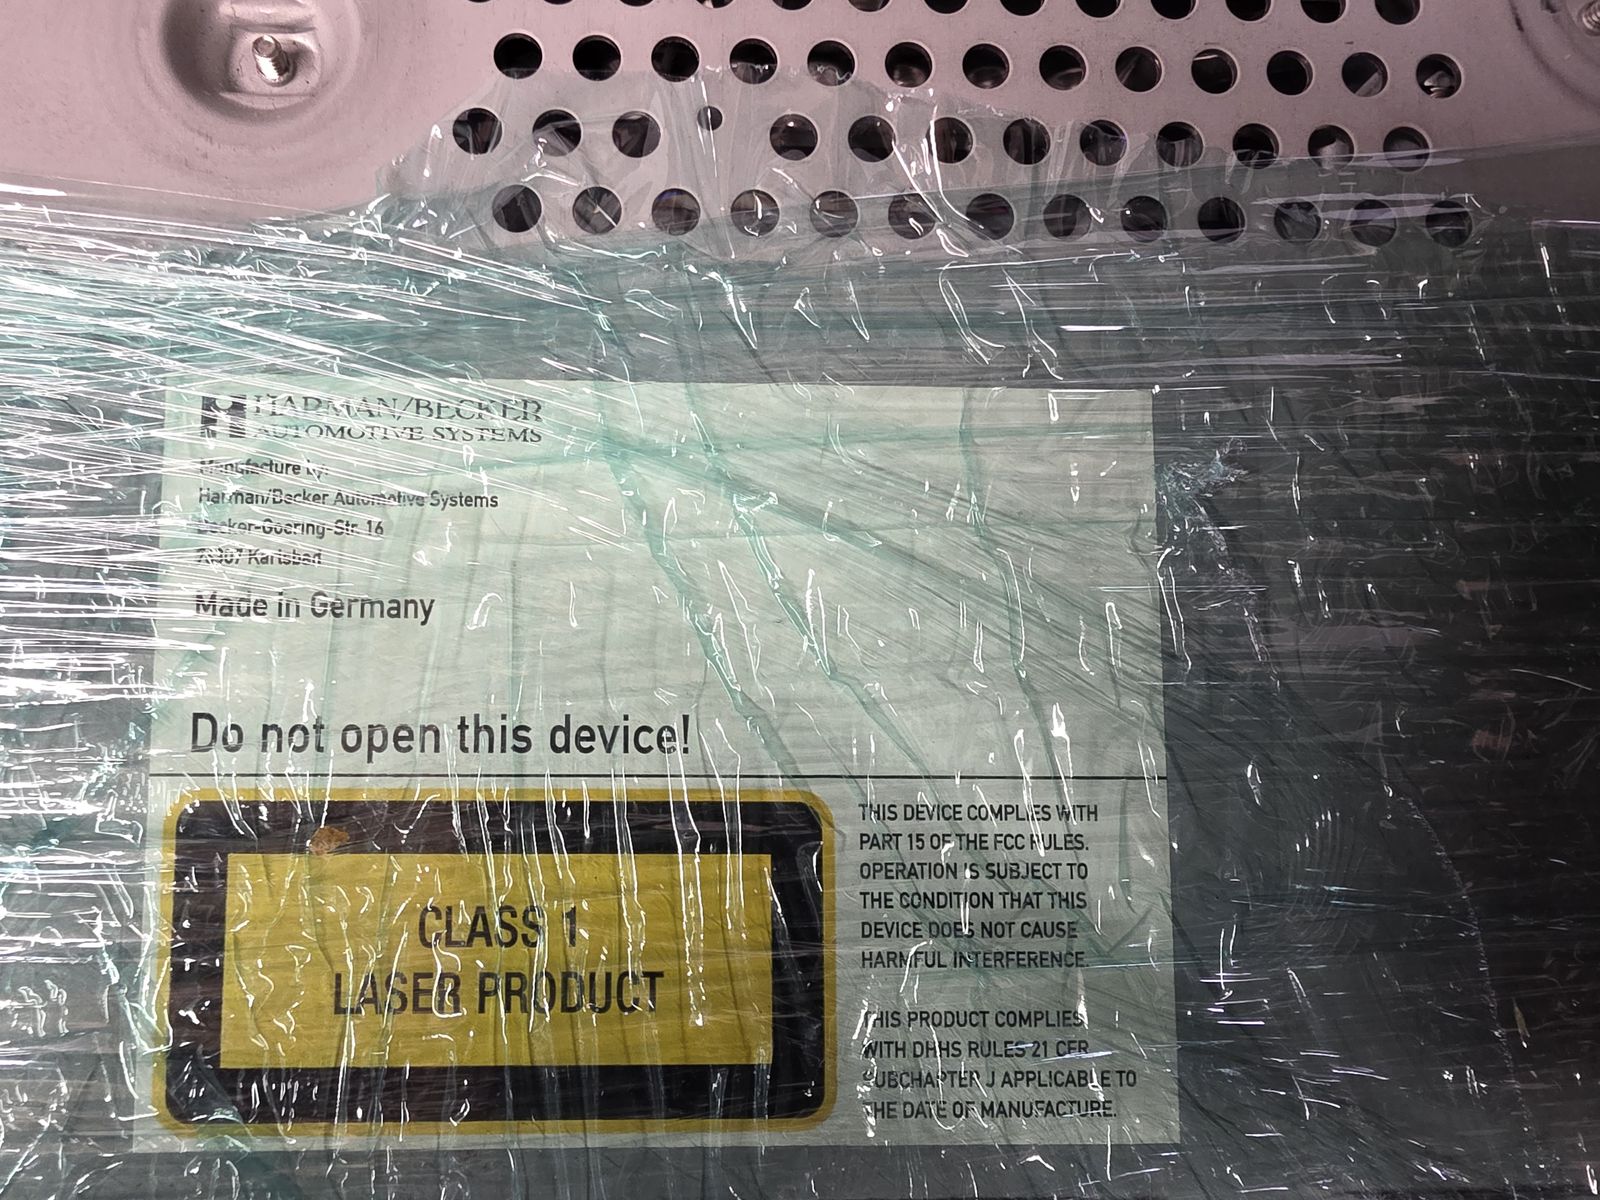 HARMAN/BECKER
AUTOMOTIVE SYSTEMS
Manufacture by:
Harman/Becker Automotive Systems
Becker-Goering-Str. 16
76307 Karlsbad
Made in Germany
Do not open this device!
CLASS 1
LASER PRODUCT
THIS DEVICE COMPLIES WITH
PART 15 OF THE FCC RULES.
OPERATION IS SUBJECT TO
THE CONDITION THAT THIS
DEVICE DOES NOT CAUSE
HARMFUL INTERFERENCE.
THIS PRODUCT COMPLIES
WITH DHHS RULES 21 CFR
SUBCHAPTER J APPLICABLE TO
THE DATE OF MANUFACTURE.